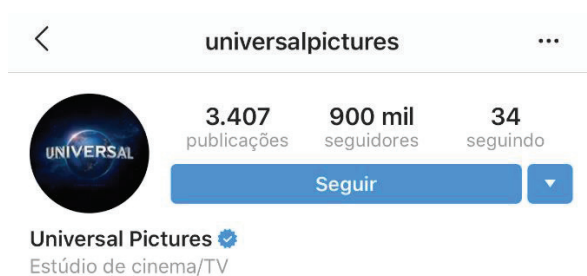 universalpictures
3.407 900 mil 34
publicações seguidores seguindo
UNIVERSAL
Seguir
Universal Pictures
Estúdio de cinema/TV